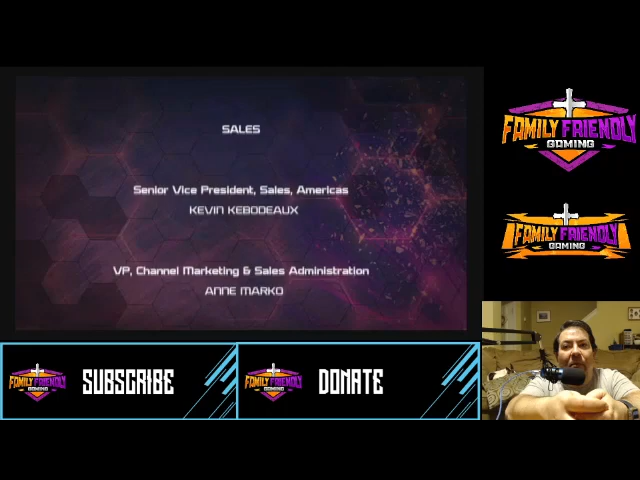 SALES
Senior Vice President, Sales, Americas
KEVIN KEBODEAUX
VP, Channel Marketing & Sales Administration
ANNE MARKO
FAMILY FRIENDLY
GAMING
FAMILY FRIENDLY
GAMING
FAMILY FRIENDLY
GAMING
SUBSCRIBE
FAMILY FRIENDLY
GAMING
DONATE